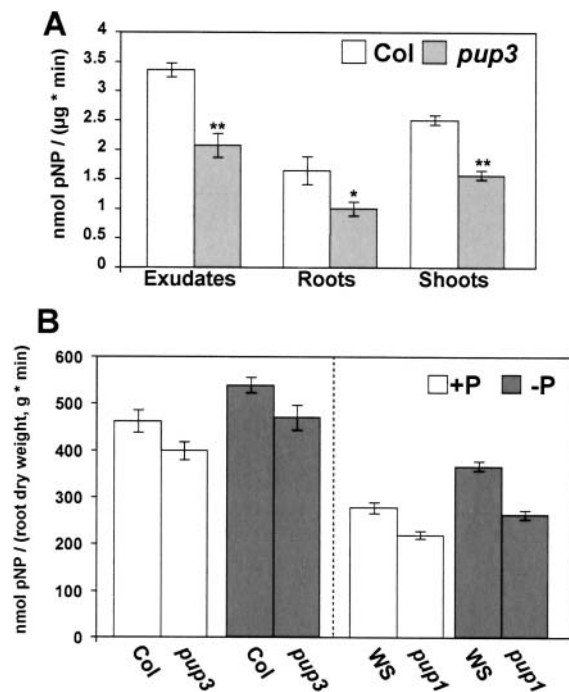 A
Col pup3
nmol pNP / (µg * min)
4
3.5
3
2.5
2
1.5
1
0.5
0
**
*
**
Exudates Roots Shoots
B
+P -P
nmol pNP / (root dry weight, g * min)
600
500
400
300
200
100
0
Col pup3 Col pup3 WS pup1 WS pup1